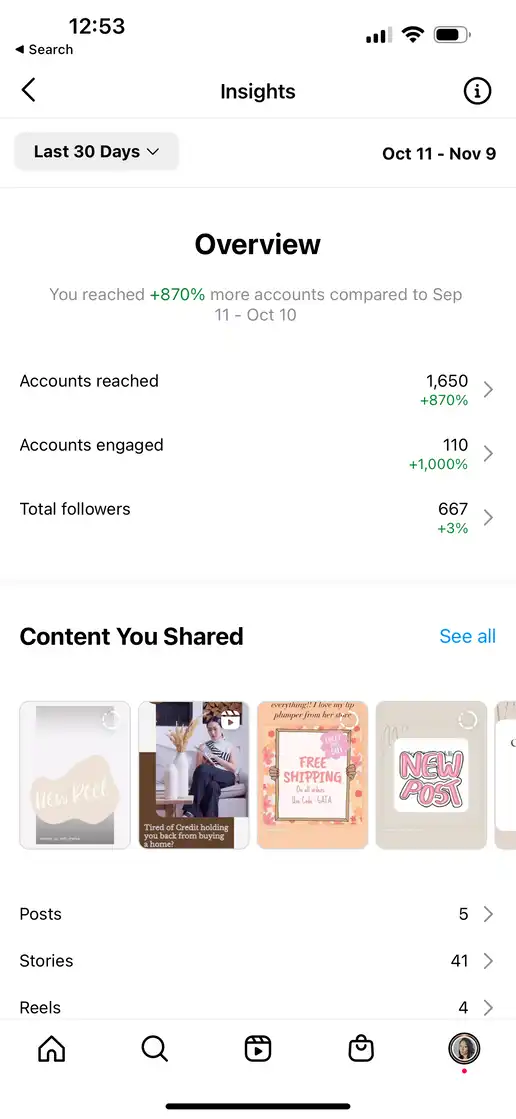 12:53
◀ Search
Insights
Last 30 Days
Oct 11 - Nov 9
Overview
You reached +870% more accounts compared to Sep
11 - Oct 10
Accounts reached
1,650
+870%
Accounts engaged
110
+1,000%
Total followers
667
+3%
Content You Shared
See all
New Reel
Tired of Credit holding
you back from buying
a home?
everything!! I love my lip
plumper from her store
FREE
SHIPPING
On all orders
Use Code
NEW
POST
Posts
5
Stories
41
Reels
4